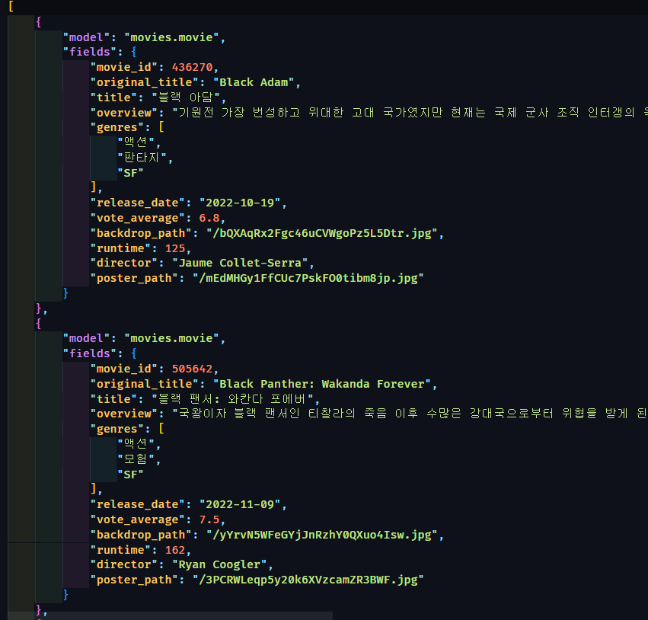 [
{
"model": "movies.movie",
"fields": {
"movie_id": 436270,
"original_title": "Black Adam",
"title": "블랙 아담",
"overview": "기원전 가장 번성하고 위대한 고대 국가였지만 현재는 국제 군사 조직 인터갱의
"genres": [
"액션",
"판타지",
"SF"
],
"release_date": "2022-10-19",
"vote_average": 6.8,
"backdrop_path": "/bQXAqRx2Fgc46uCVWgoPz5L5Dtr.jpg",
"runtime": 125,
"director": "Jaume Collet-Serra",
"poster_path": "/mEdMHGy1FfCUc7PskFO0tibm8jp.jpg"
}
},
{
"model": "movies.movie",
"fields": {
"movie_id": 505642,
"original_title": "Black Panther: Wakanda Forever",
"title": "블랙 팬서: 와칸다 포에버",
"overview": "국왕이자 블랙 팬서인 티찰라의 죽음 이후 수많은 강대국으로부터 위협을 받게 된
"genres": [
"액션",
"모험",
"SF"
],
"release_date": "2022-11-09",
"vote_average": 7.5,
"backdrop_path": "/yYrvN5WFeGYjJnRzhY0QXuo4Isw.jpg",
"runtime": 162,
"director": "Ryan Coogler",
"poster_path": "/3PCRWLeqp5y20k6XVzcamZR3BWF.jpg"
}
},